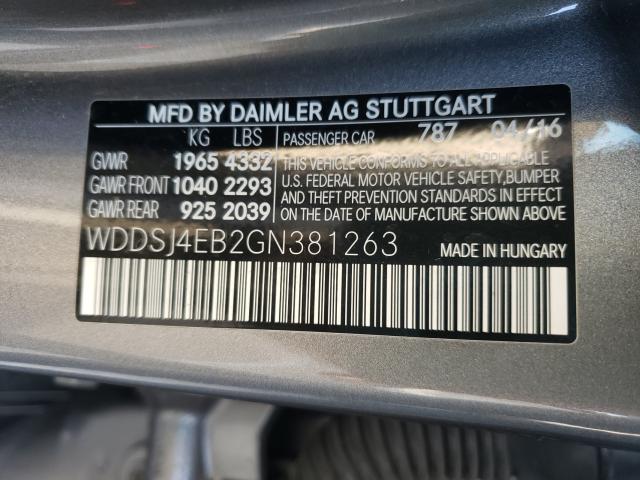 MFD BY DAIMLER AG STUTTGART
KG LBS PASSENGER CAR 787 04/16
GVWR 1965 4332 THIS VEHICLE CONFORMS TO ALL APPLICABLE
GAWR FRONT 1040 2293 U.S. FEDERAL MOTOR VEHICLE SAFETY, BUMPER
AND THEFT PREVENTION STANDARDS IN EFFECT
GAWR REAR 925 2039 ON THE DATE OF MANUFACTURE SHOWN ABOVE.
WDDSJ4EB2GN381263 MADE IN HUNGARY